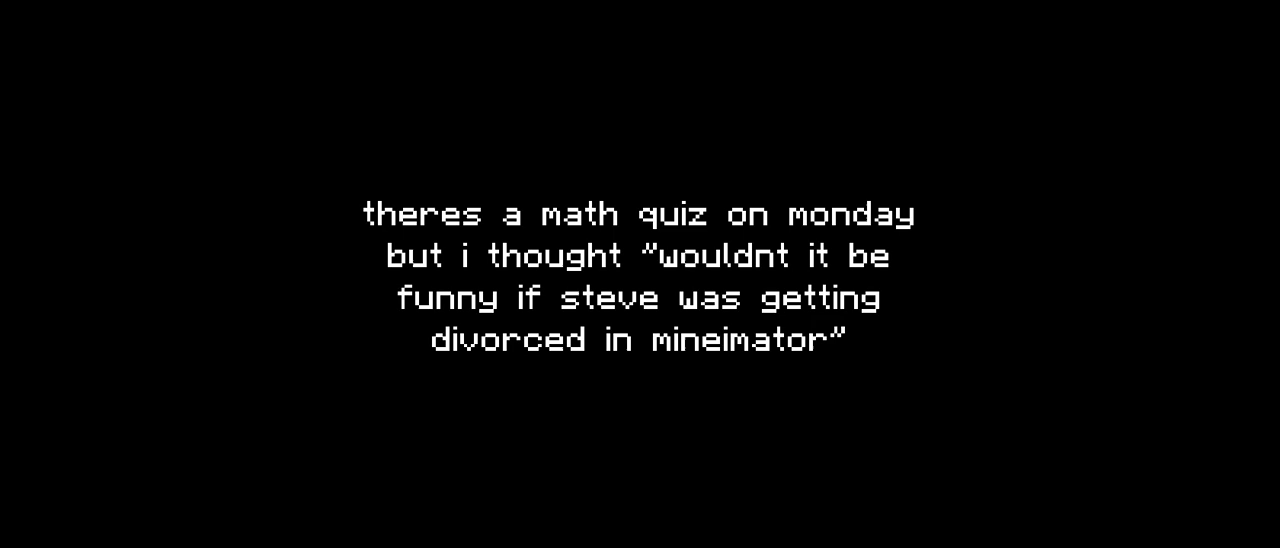 theres a math quiz on monday
but i thought "wouldnt it be
funny if steve was getting
divorced in mineimator"